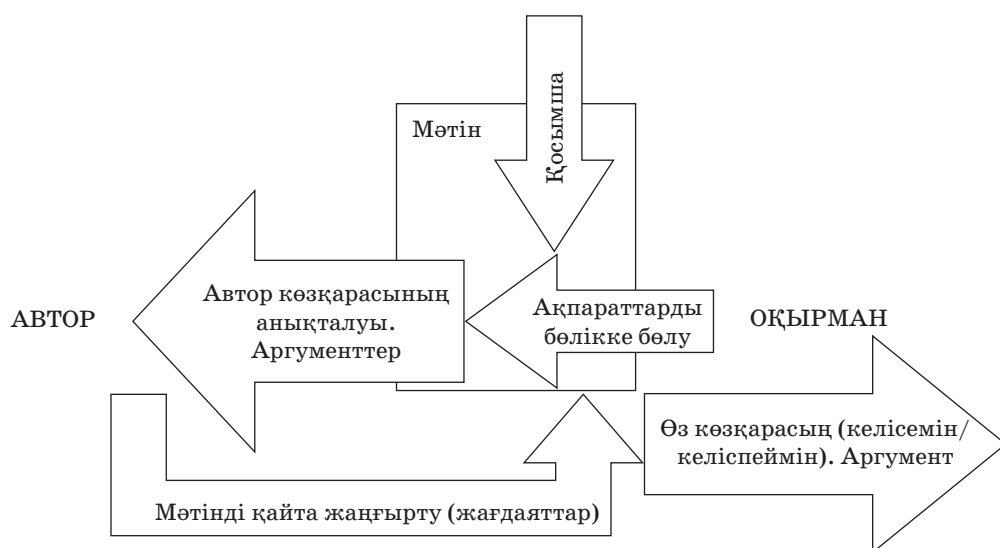 Қосымша
Мәтін
АВТОР
Автор көзқарасының
анықталуы.
Аргументтер
Ақпараттарды
бөлікке бөлу
ОҚЫРМАН
Өз көзқарасың (келісемін/
келіспеймін). Аргумент
Мәтінді қайта жаңғырту (жағдаяттар)